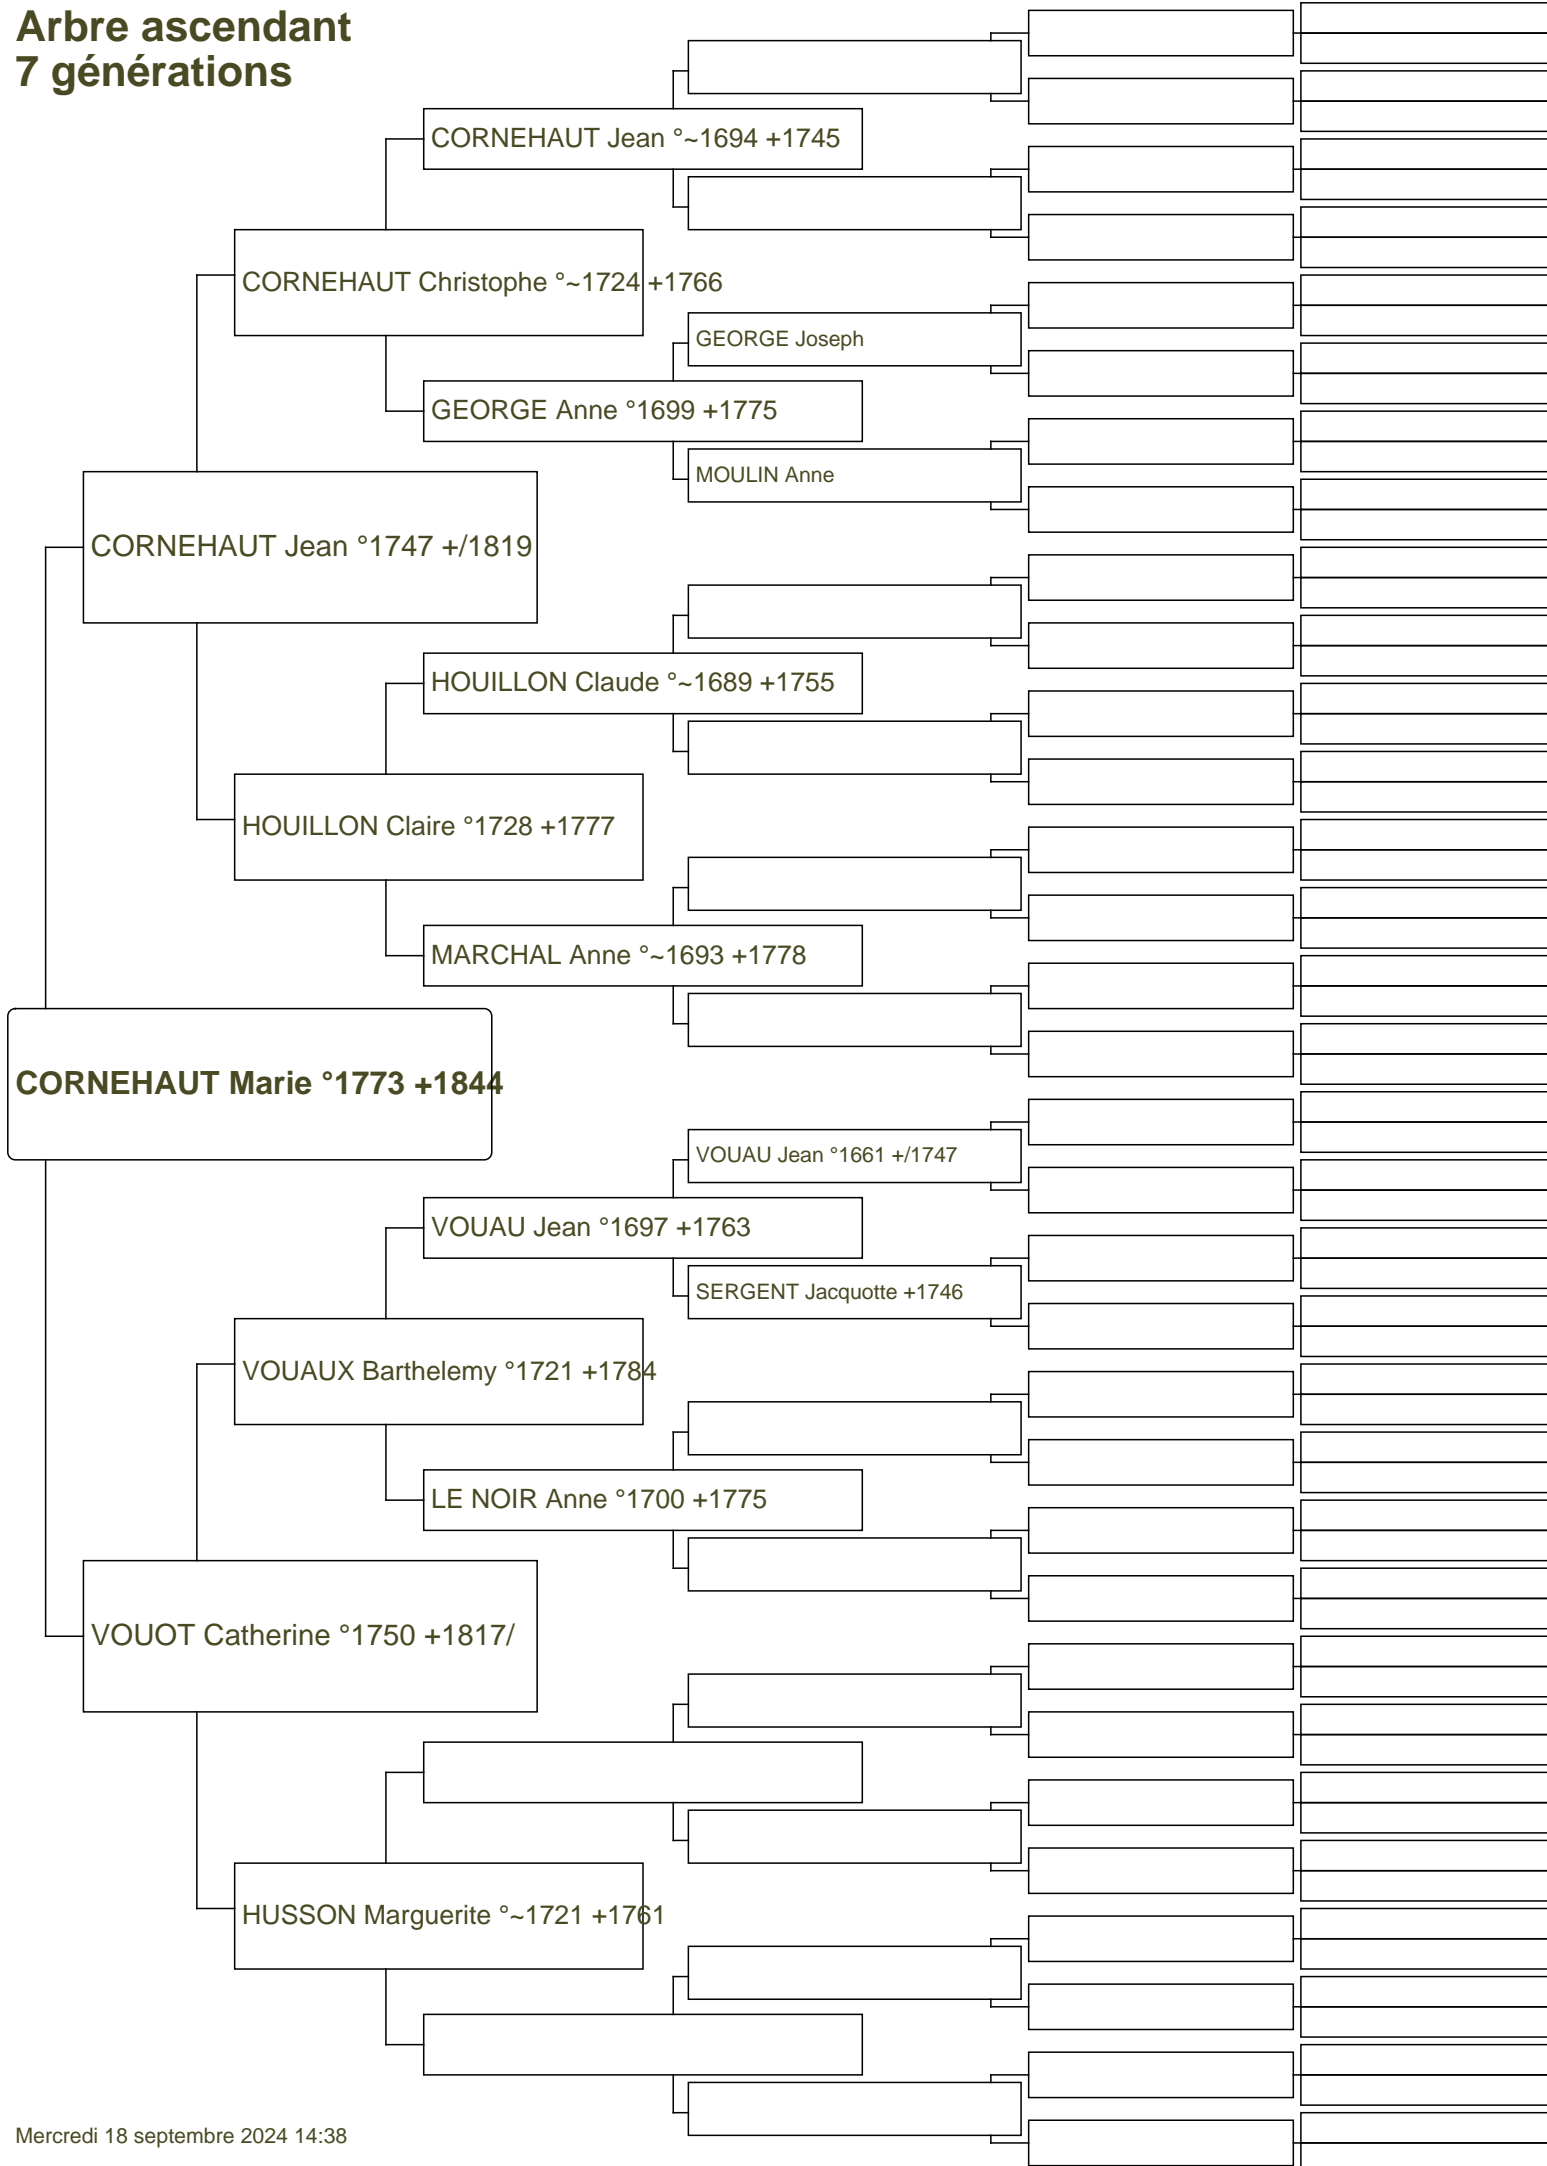 Arbre ascendant
7 générations
CORNEHAUT Jean °~1694 +1745
CORNEHAUT Christophe °~1724 +1766
GEORGE Joseph
GEORGE Anne °1699 +1775
MOULIN Anne
CORNEHAUT Jean °1747 +/1819
HOUILLON Claude °~1689 +1755
HOUILLON Claire °1728 +1777
MARCHAL Anne °~1693 +1778
CORNEHAUT Marie °1773 +1844
VOUAU Jean °1661 +/1747
VOUAU Jean °1697 +1763
SERGENT Jacquotte +1746
VOUAUX Barthelemy °1721 +1784
LE NOIR Anne °1700 +1775
VOUOT Catherine °1750 +1817/
HUSSON Marguerite °~1721 +1761
Mercredi 18 septembre 2024 14:38